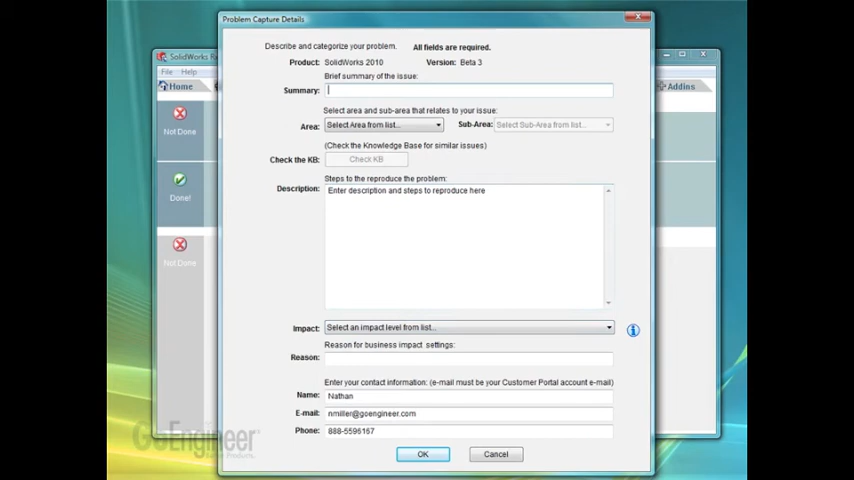 Problem Capture Details
SolidWorks Rx
File Help
Home
Addins
Not Done
Done!
Not Done
Describe and categorize your problem. All fields are required.
Product: SolidWorks 2010 Version: Beta 3
Brief summary of the issue:
Summary:
Select area and sub-area that relates to your issue:
Area: Select Area from list... Sub-Area: Select Sub-Area from list...
(Check the Knowledge Base for similar issues)
Check the KB: Check KB
Steps to the reproduce the problem:
Description: Enter description and steps to reproduce here
Impact: Select an impact level from list...
Reason for business impact settings:
Reason:
Enter your contact information: (e-mail must be your Customer Portal account e-mail)
Name: Nathan
E-mail: nmiller@goengineer.com
Phone: 888-5596167
OK Cancel
GoEngineer